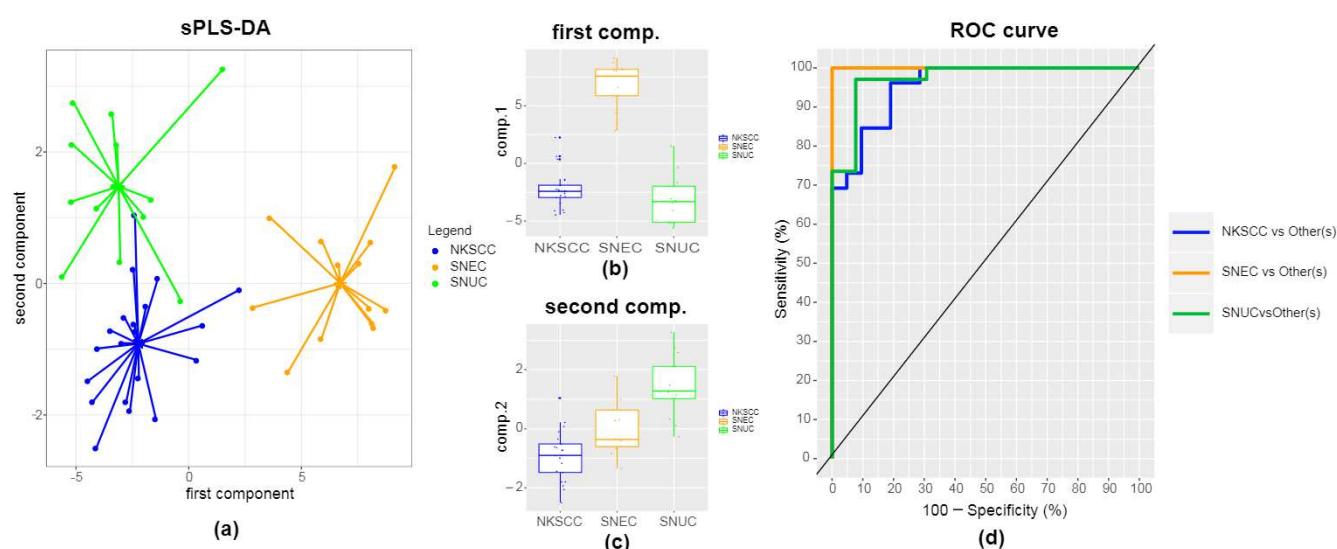 sPLS-DA
second component
2
0
-2
-5
0
5
first component
Legend
NKSCC
SNEC
SNUC
(a)
first comp.
comp.1
5
0
−5
NKSCC SNEC SNUC
NKSCC
SNEC
SNUC
(b)
second comp.
comp.2
2
0
−2
NKSCC SNEC SNUC
NKSCC
SNEC
SNUC
(c)
ROC curve
Sensitivity (%)
100
90
80
70
60
50
40
30
20
10
0
0 10 20 30 40 50 60 70 80 90 100
100 − Specificity (%)
NKSCC vs Other(s)
SNEC vs Other(s)
SNUCvsOther(s)
(d)